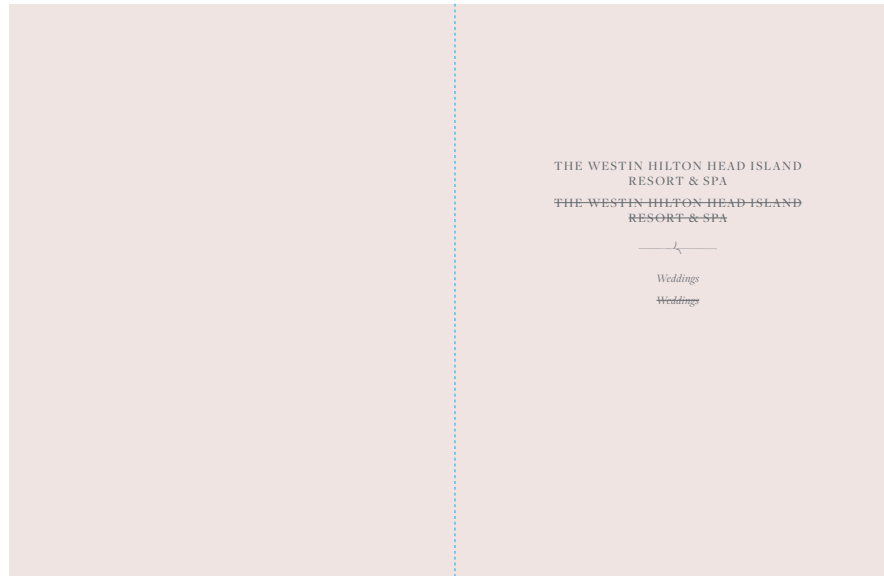 THE WESTIN HILTON HEAD ISLAND
RESORT & SPA
THE WESTIN HILTON HEAD ISLAND
RESORT & SPA
Weddings
Weddings